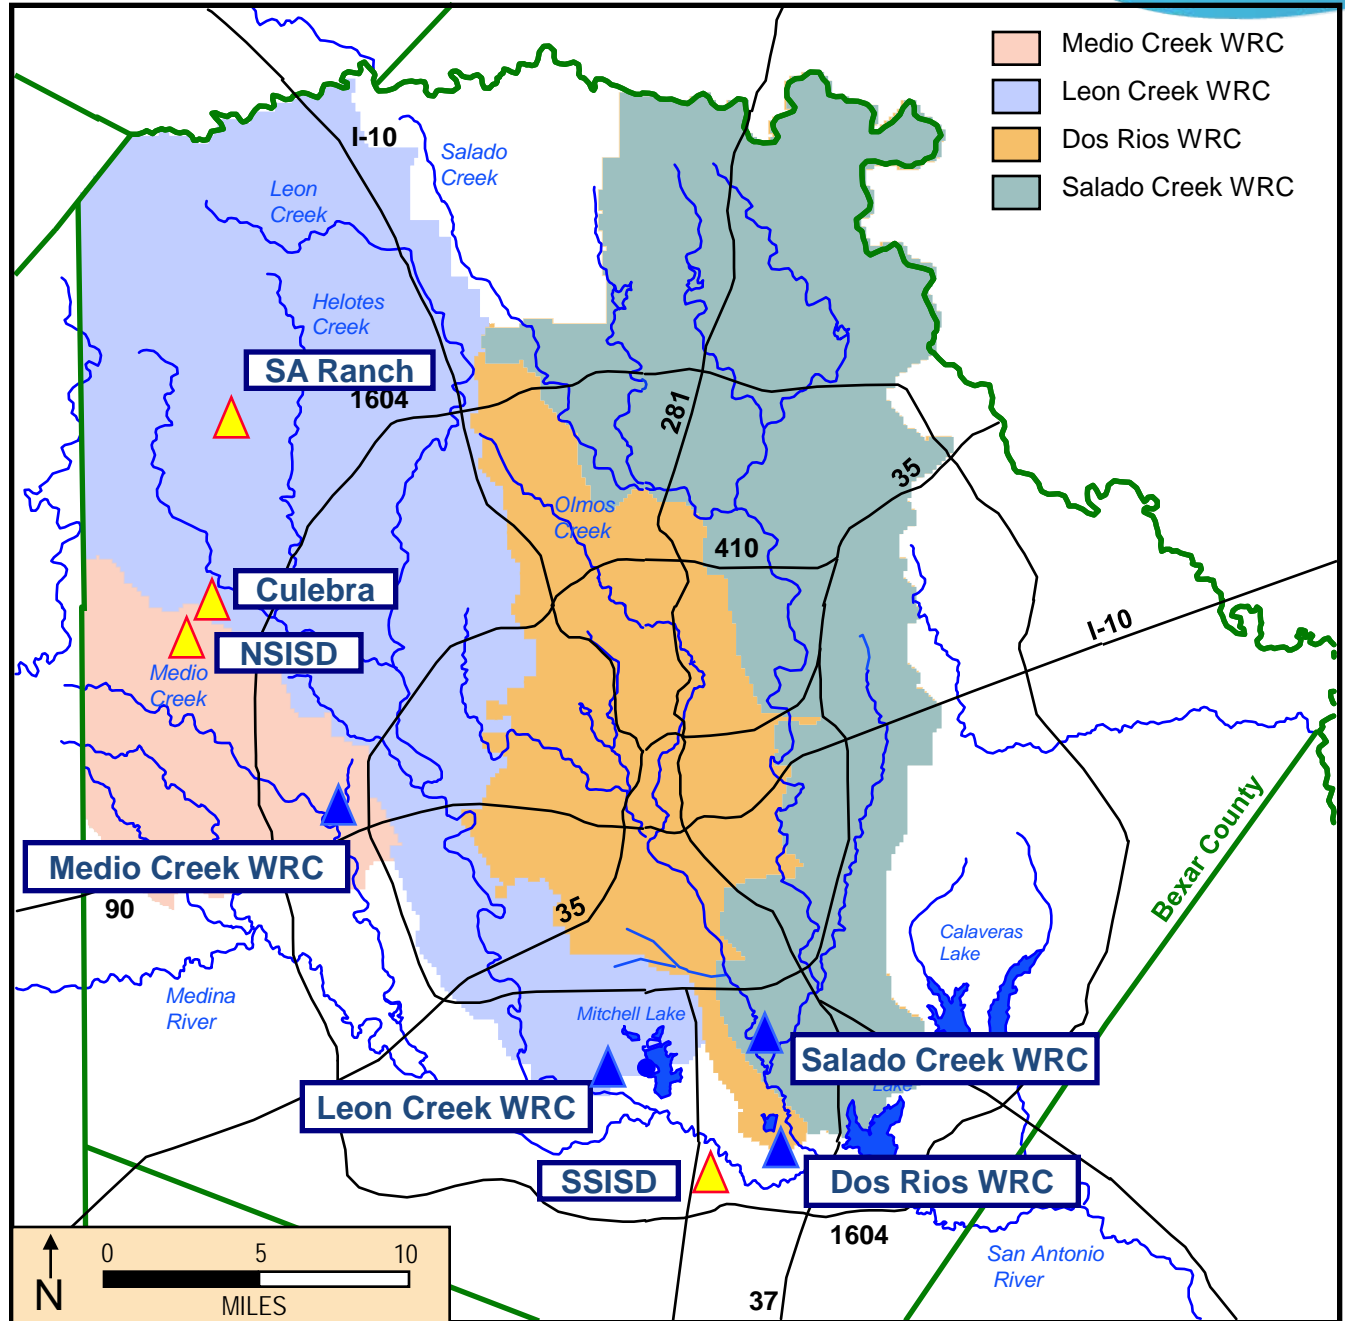 Medio Creek WRC
Leon Creek WRC
Dos Rios WRC
Salado Creek WRC
I-10
Salado
Creek
Leon
Creek
Helotes
Creek
SA Ranch
1604
281
35
Olmos
Creek
410
Culebra
NSISD
Medio
Creek
I-10
Medio Creek WRC
90
35
Bexar County
Calaveras
Lake
Medina
River
Mitchell Lake
Salado Creek WRC
Lake
Leon Creek WRC
SSISD
Dos Rios WRC
1604
San Antonio
River
37
0 5 10
N
MILES